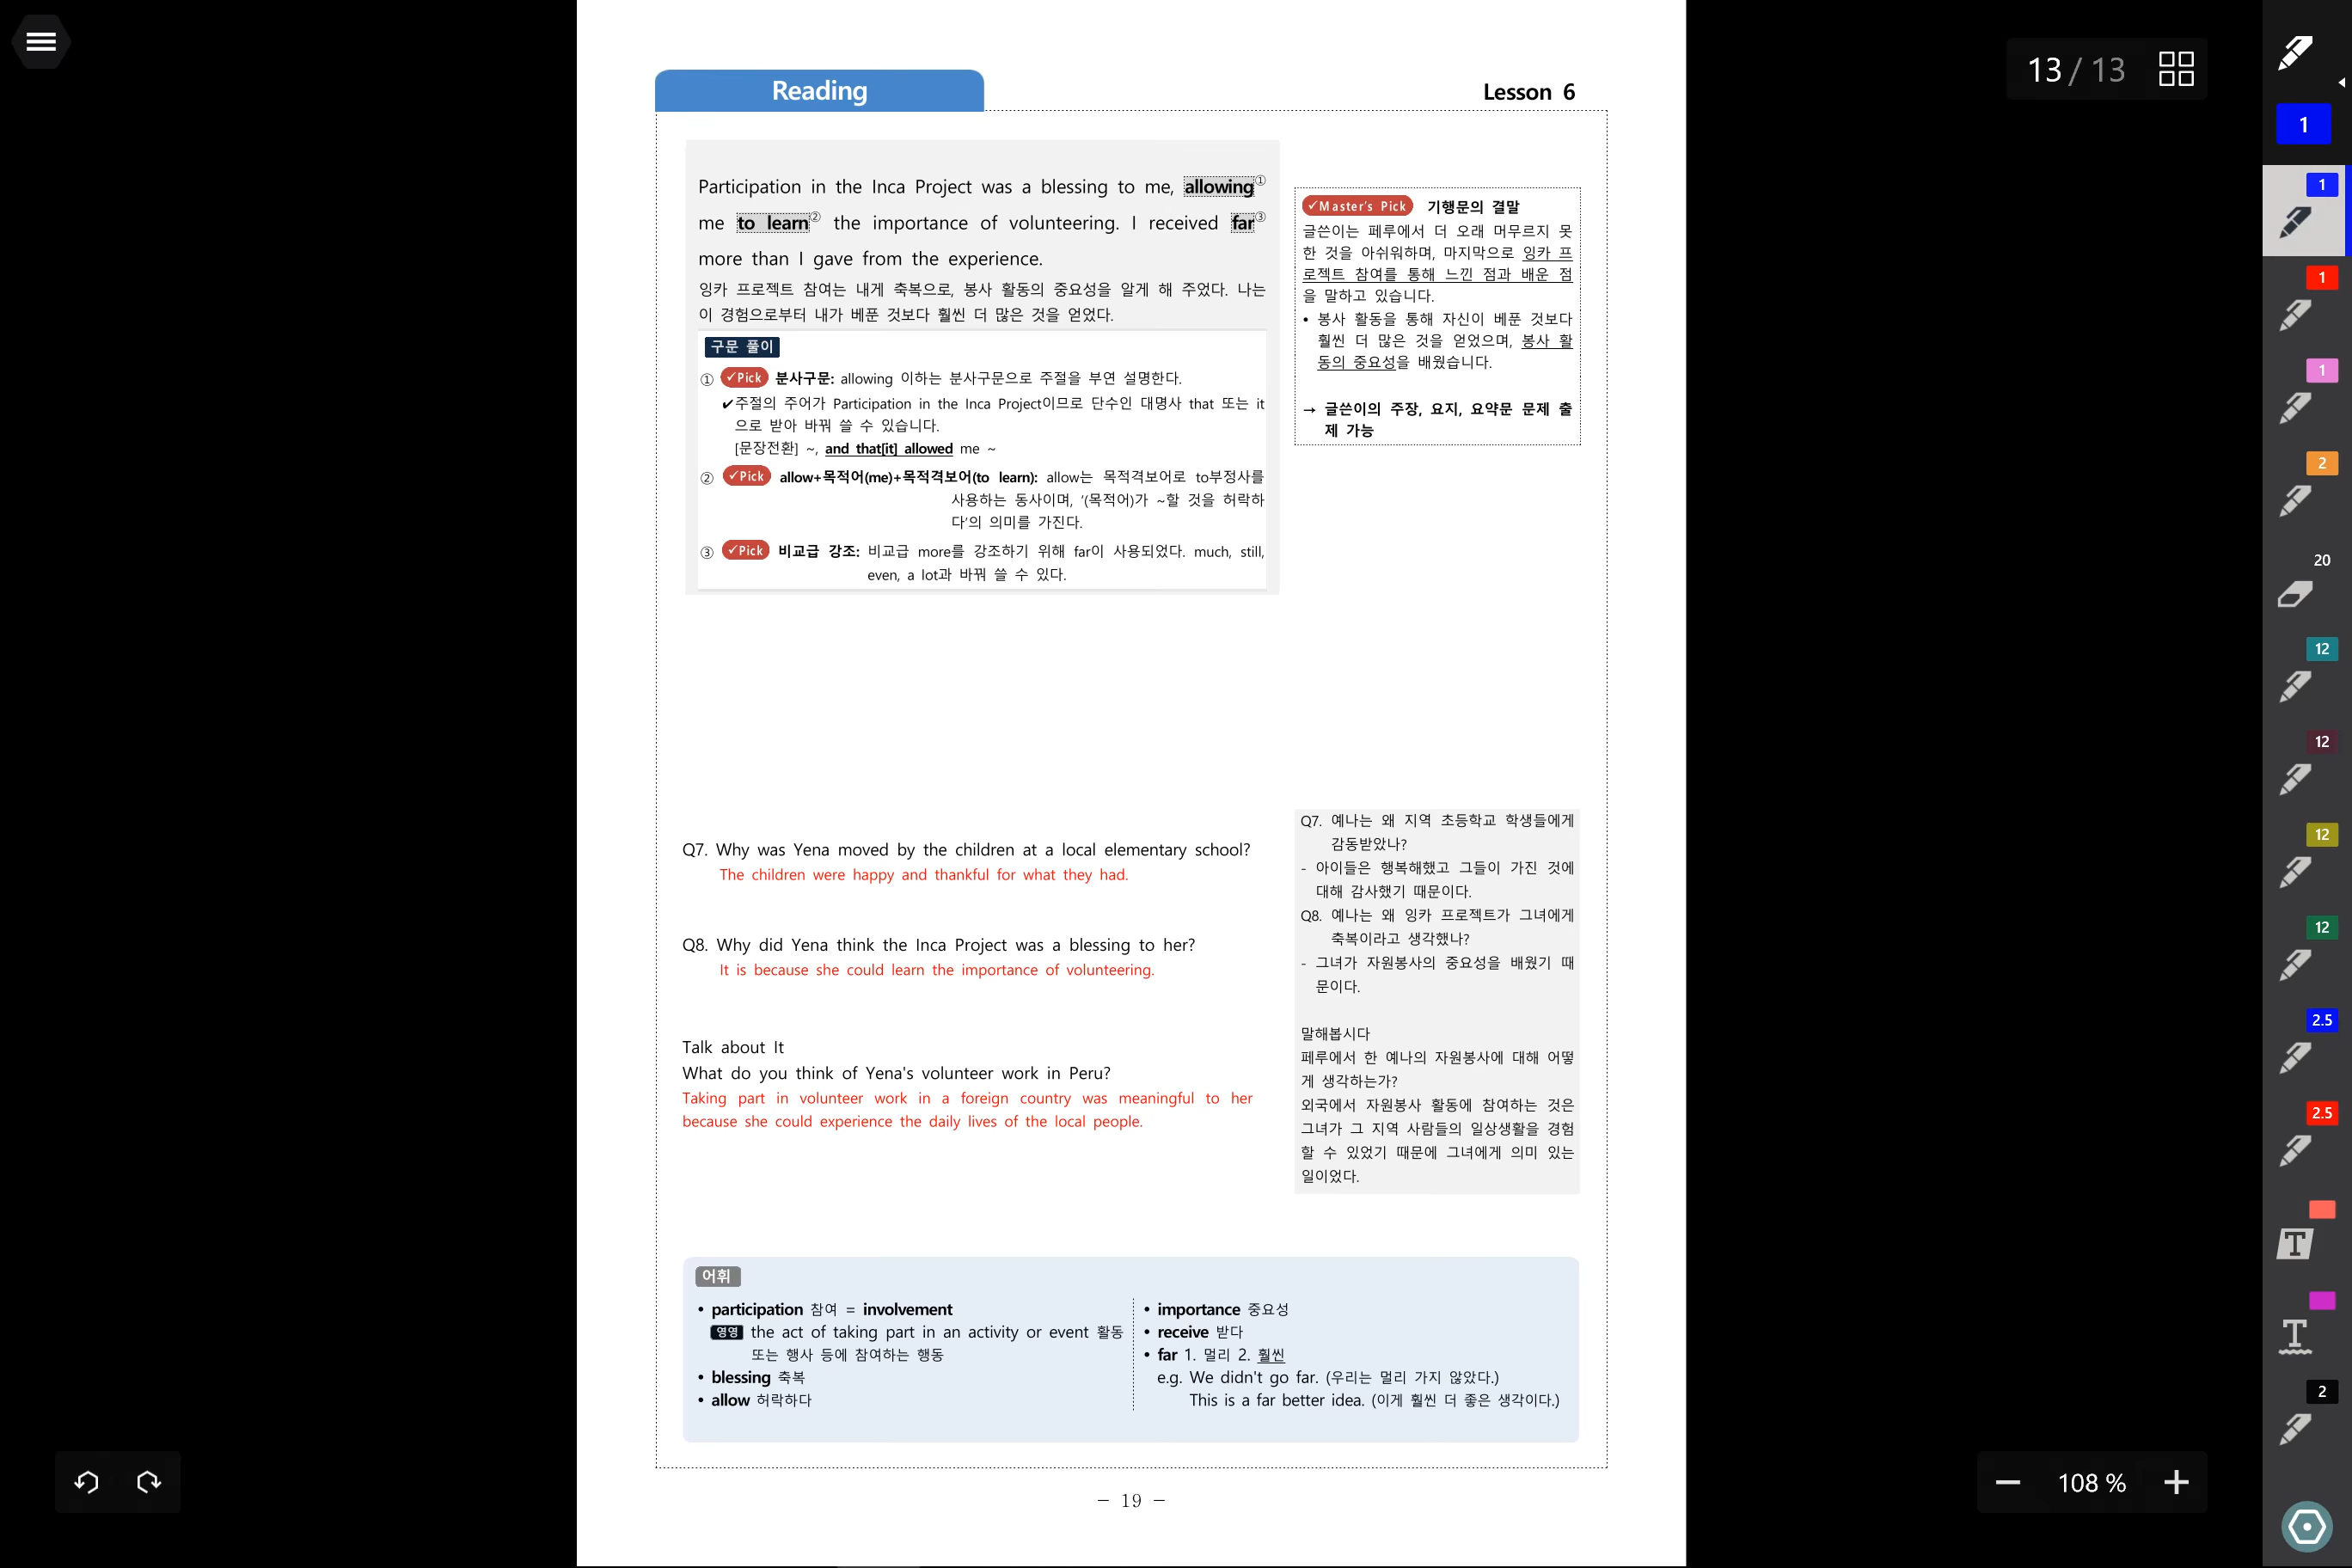 Reading
Lesson 6
13 / 13
Participation in the Inca Project was a blessing to me, allowing①
me to learn② the importance of volunteering. I received far③
more than I gave from the experience.
잉카 프로젝트 참여는 내게 축복으로, 봉사 활동의 중요성을 알게 해 주었다. 나는
이 경험으로부터 내가 베푼 것보다 훨씬 더 많은 것을 얻었다.
구문 풀이
① ✓Pick 분사구문: allowing 이하는 분사구문으로 주절을 부연 설명한다.
✔주절의 주어가 Participation in the Inca Project이므로 단수인 대명사 that 또는 it
으로 받아 바꿔 쓸 수 있습니다.
[문장전환] ~, and that[it] allowed me ~
② ✓Pick allow+목적어(me)+목적격보어(to learn): allow는 목적격보어로 to부정사를
사용하는 동사이며, '(목적어)가 ~할 것을 허락하
다'의 의미를 가진다.
③ ✓Pick 비교급 강조: 비교급 more를 강조하기 위해 far이 사용되었다. much, still,
even, a lot과 바꿔 쓸 수 있다.
✓Master's Pick 기행문의 결말
글쓴이는 페루에서 더 오래 머무르지 못
한 것을 아쉬워하며, 마지막으로 잉카 프
로젝트 참여를 통해 느낀 점과 배운 점
을 말하고 있습니다.
• 봉사 활동을 통해 자신이 베푼 것보다
훨씬 더 많은 것을 얻었으며, 봉사 활
동의 중요성을 배웠습니다.
→ 글쓴이의 주장, 요지, 요약문 문제 출
제 가능
Q7. Why was Yena moved by the children at a local elementary school?
The children were happy and thankful for what they had.
Q8. Why did Yena think the Inca Project was a blessing to her?
It is because she could learn the importance of volunteering.
Talk about It
What do you think of Yena's volunteer work in Peru?
Taking part in volunteer work in a foreign country was meaningful to her
because she could experience the daily lives of the local people.
Q7. 예나는 왜 지역 초등학교 학생들에게
감동받았나?
- 아이들은 행복해했고 그들이 가진 것에
대해 감사했기 때문이다.
Q8. 예나는 왜 잉카 프로젝트가 그녀에게
축복이라고 생각했나?
- 그녀가 자원봉사의 중요성을 배웠기 때
문이다.
말해봅시다
페루에서 한 예나의 자원봉사에 대해 어떻
게 생각하는가?
외국에서 자원봉사 활동에 참여하는 것은
그녀가 그 지역 사람들의 일상생활을 경험
할 수 있었기 때문에 그녀에게 의미 있는
일이었다.
어휘
• participation 참여 = involvement
영영 the act of taking part in an activity or event 활동
또는 행사 등에 참여하는 행동
• blessing 축복
• allow 허락하다
• importance 중요성
• receive 받다
• far 1. 멀리 2. 훨씬
e.g. We didn't go far. (우리는 멀리 가지 않았다.)
This is a far better idea. (이게 훨씬 더 좋은 생각이다.)
– 19 –
108 %
1
1
1
1
2
20
12
12
12
12
2.5
2.5
T
T
2